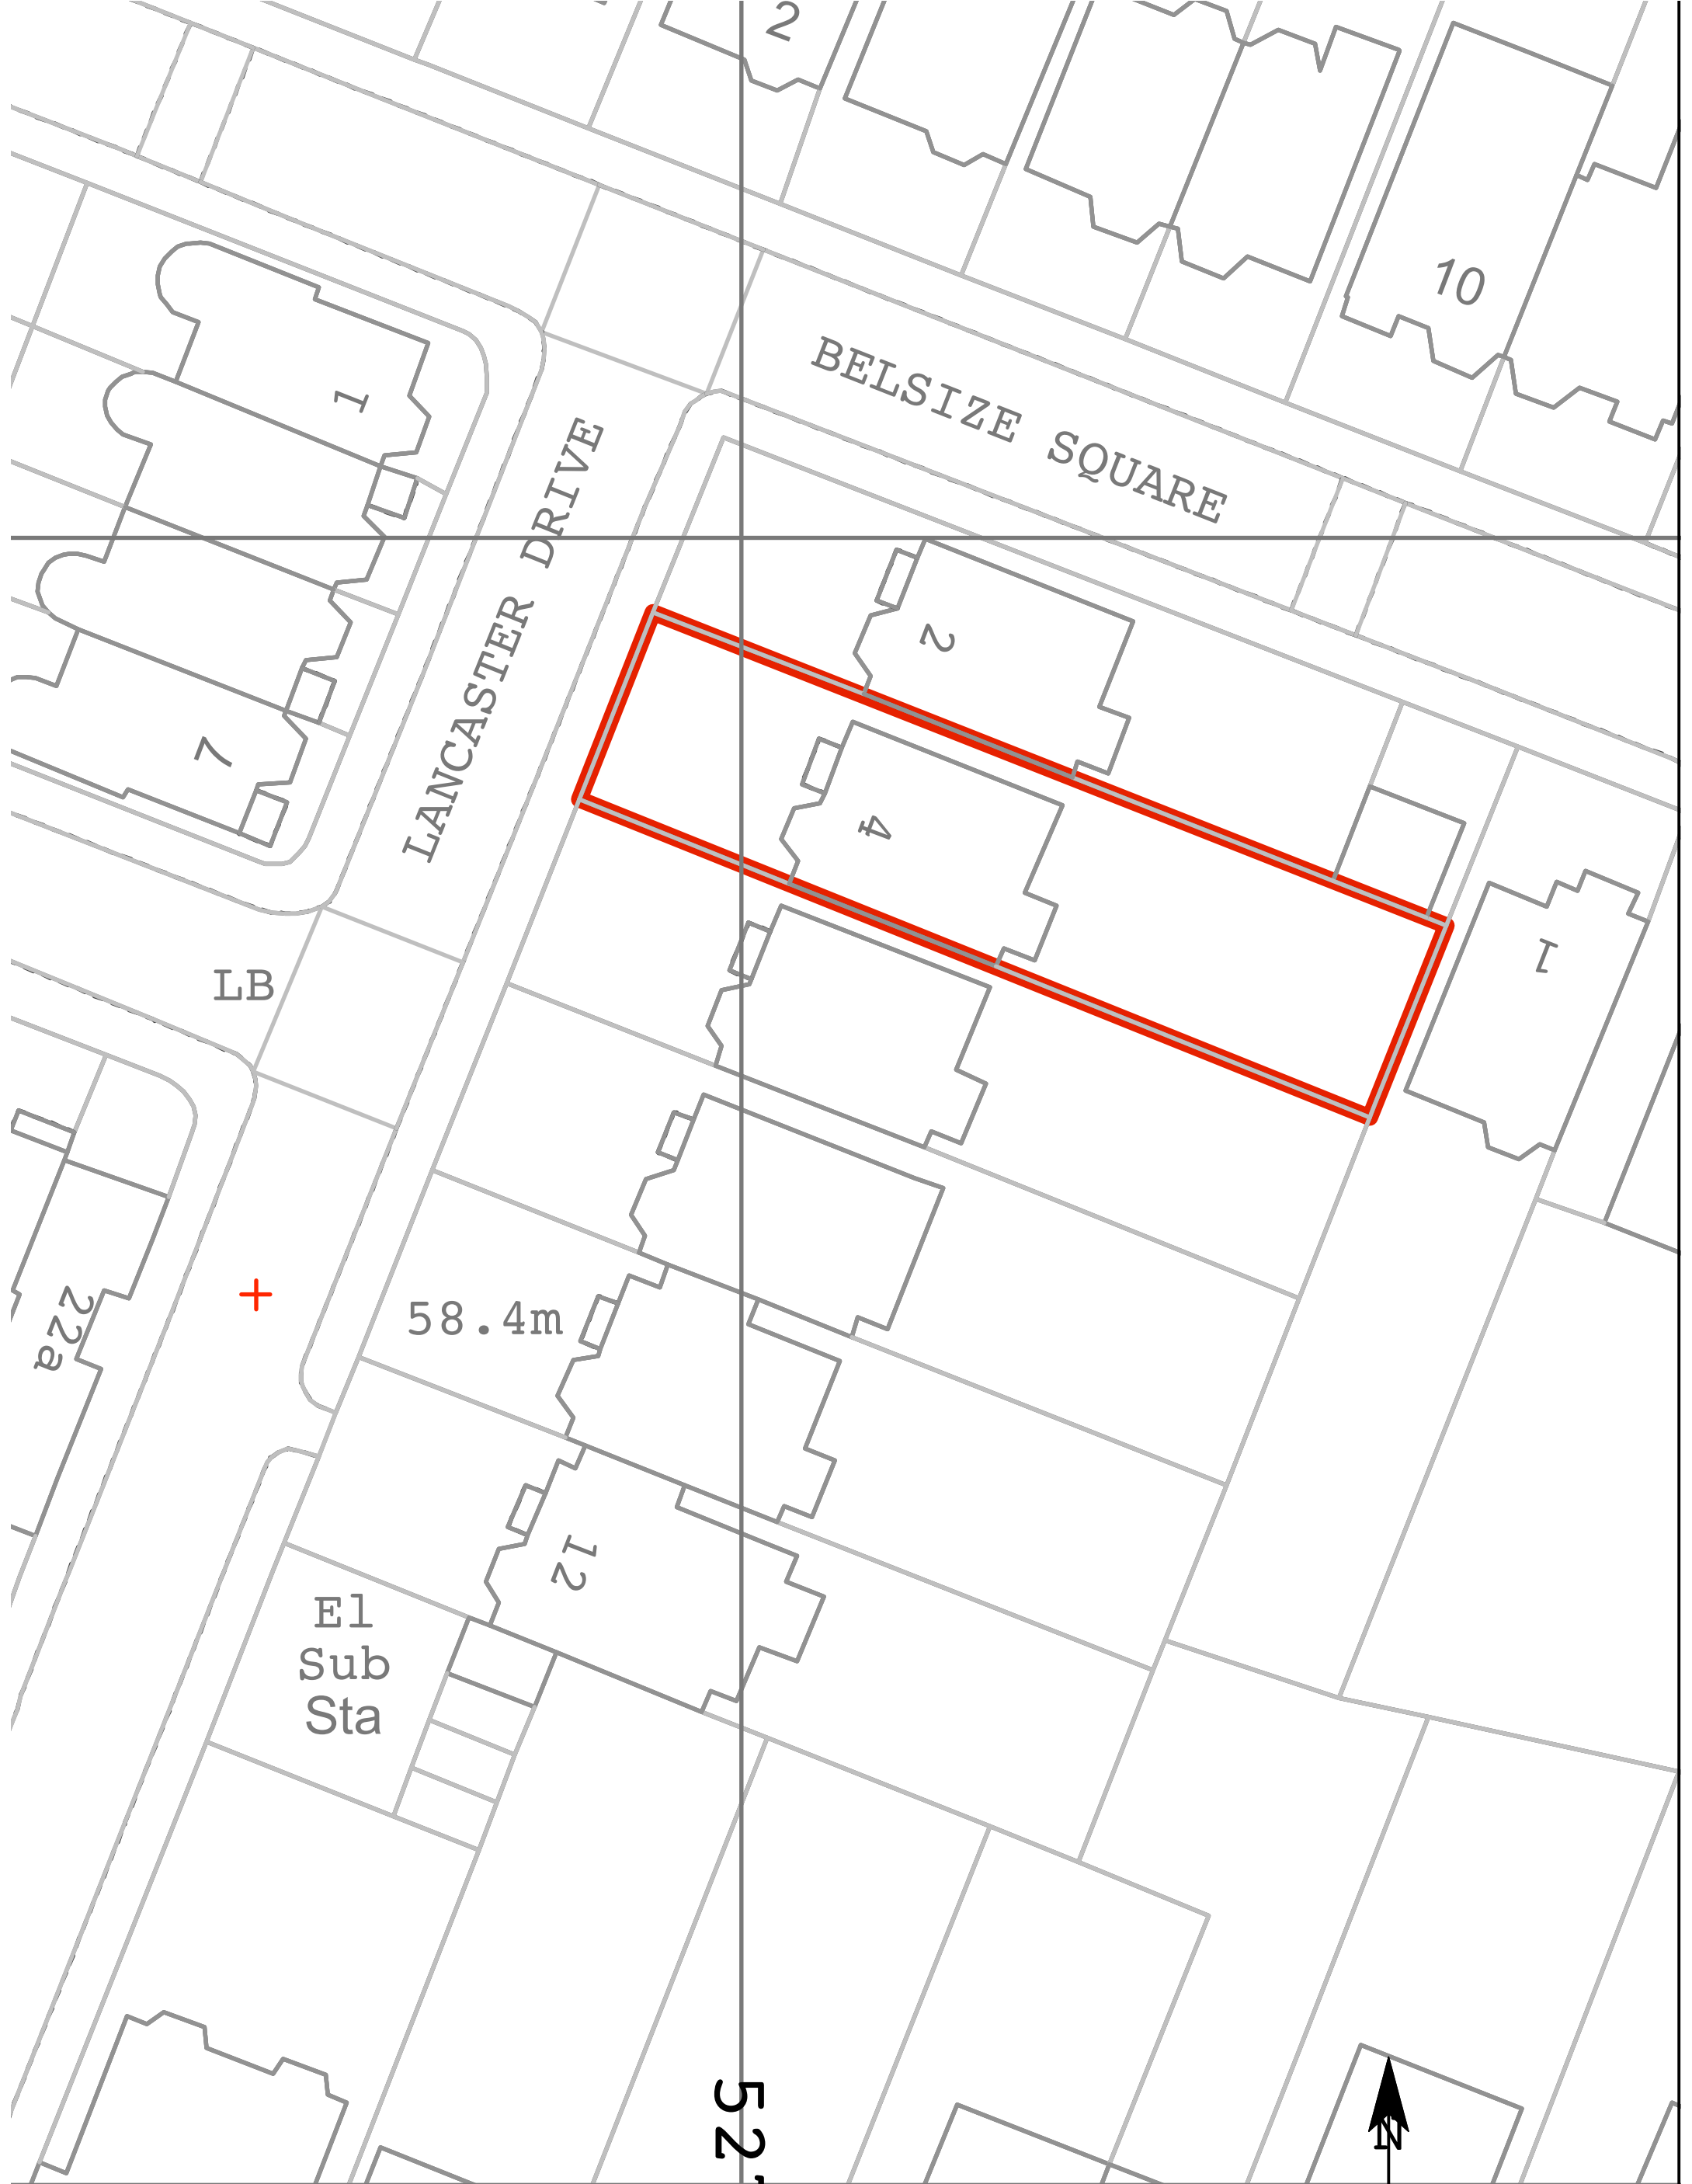 2
10
1
BELSIZE SQUARE
LANCASTER DRIVE
2
7
4
1
LB
22a
58.4m
12
El
Sub
Sta
52
N